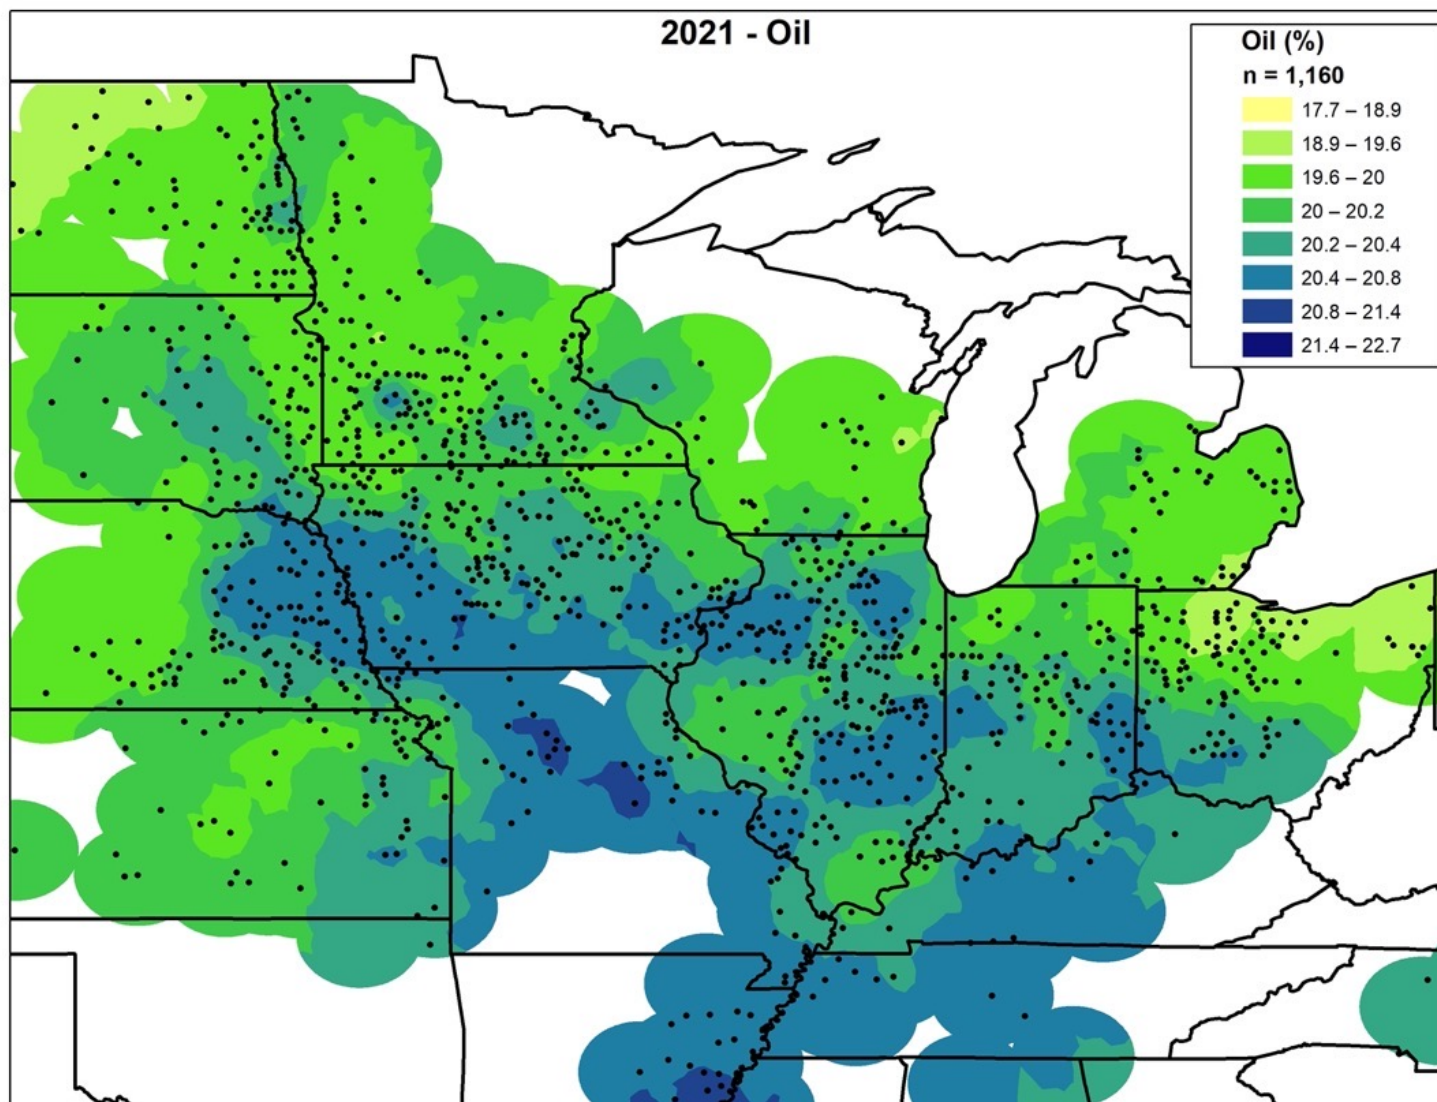 2021 - Oil
Oil (%)
n = 1,160
17.7 – 18.9
18.9 – 19.6
19.6 – 20
20 – 20.2
20.2 – 20.4
20.4 – 20.8
20.8 – 21.4
21.4 – 22.7